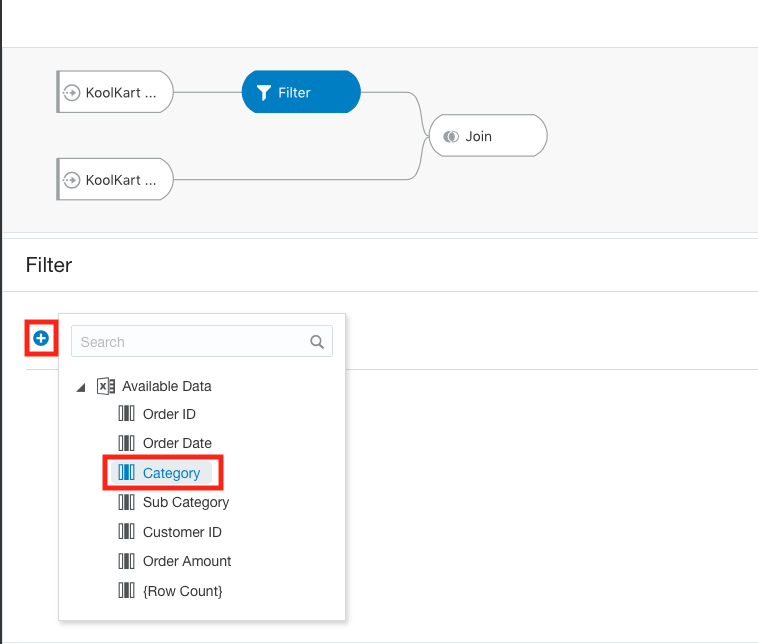 KoolKart ...
Filter
Join
KoolKart ...
Filter
Search
Available Data
Order ID
Order Date
Category
Sub Category
Customer ID
Order Amount
{Row Count}